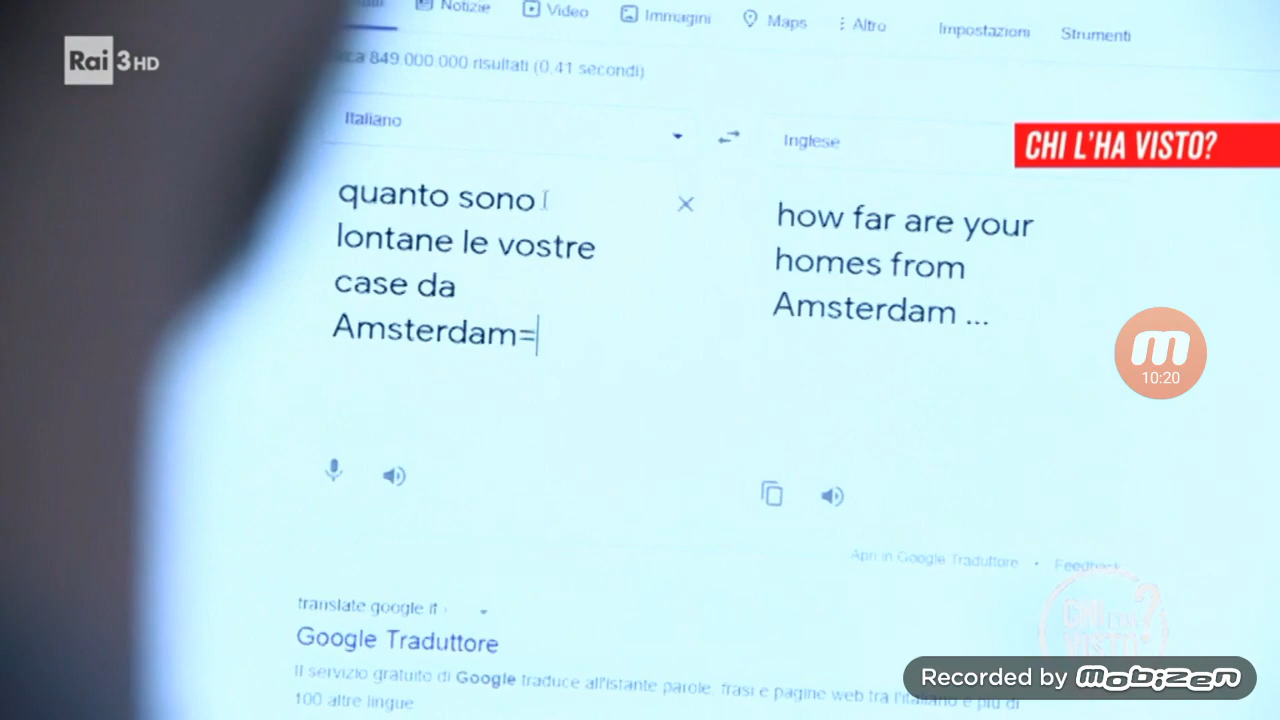 Rai 3HD
Notizie Video Immagini Maps Altro Impostazioni Strumenti
849.000.000 risultati (0,41 secondi)
Italiano
Inglese
CHI L'HA VISTO?
quanto sono
lontane le vostre
case da
Amsterdam=
how far are your
homes from
Amsterdam ...
m
10:20
Apri in Google Traduttore • Feedback
translate google it
Google Traduttore
Il servizio gratuito di Google traduce all'istante parole, frasi e pagine web tra l'italiano e più di
100 altre lingue
CHI L'HA VISTO?
Recorded by mobizen